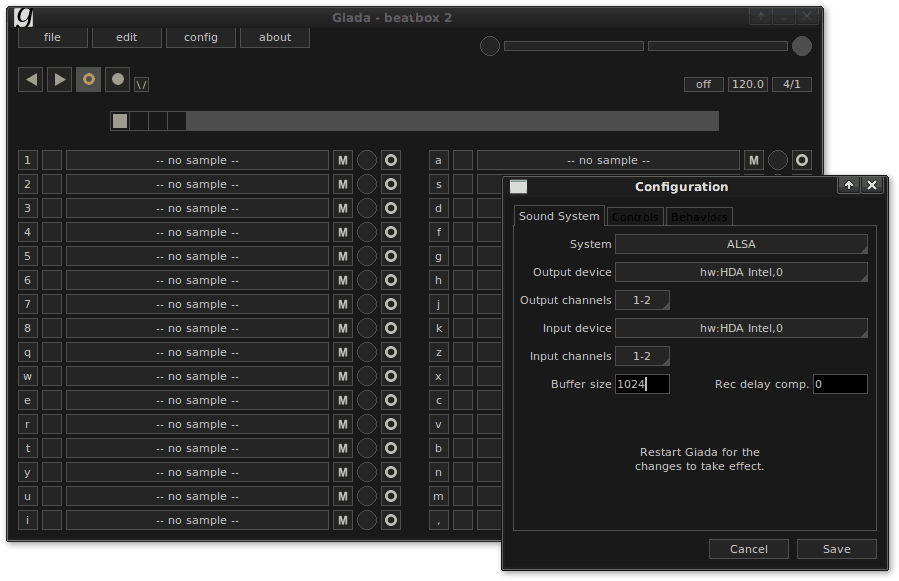 g Giada - beatbox 2
file edit config about
\/ off 120.0 4/1
1 -- no sample -- M a -- no sample -- M
2 -- no sample -- M s
3 -- no sample -- M d
4 -- no sample -- M f
5 -- no sample -- M g
6 -- no sample -- M h
7 -- no sample -- M j
8 -- no sample -- M k
q -- no sample -- M z
w -- no sample -- M x
e -- no sample -- M c
r -- no sample -- M v
t -- no sample -- M b
y -- no sample -- M n
u -- no sample -- M m
i -- no sample -- M ,
Configuration
Sound System Controls Behaviors
System ALSA
Output device hw:HDA Intel,0
Output channels 1-2
Input device hw:HDA Intel,0
Input channels 1-2
Buffer size 1024 Rec delay comp. 0
Restart Giada for the
changes to take effect.
Cancel Save